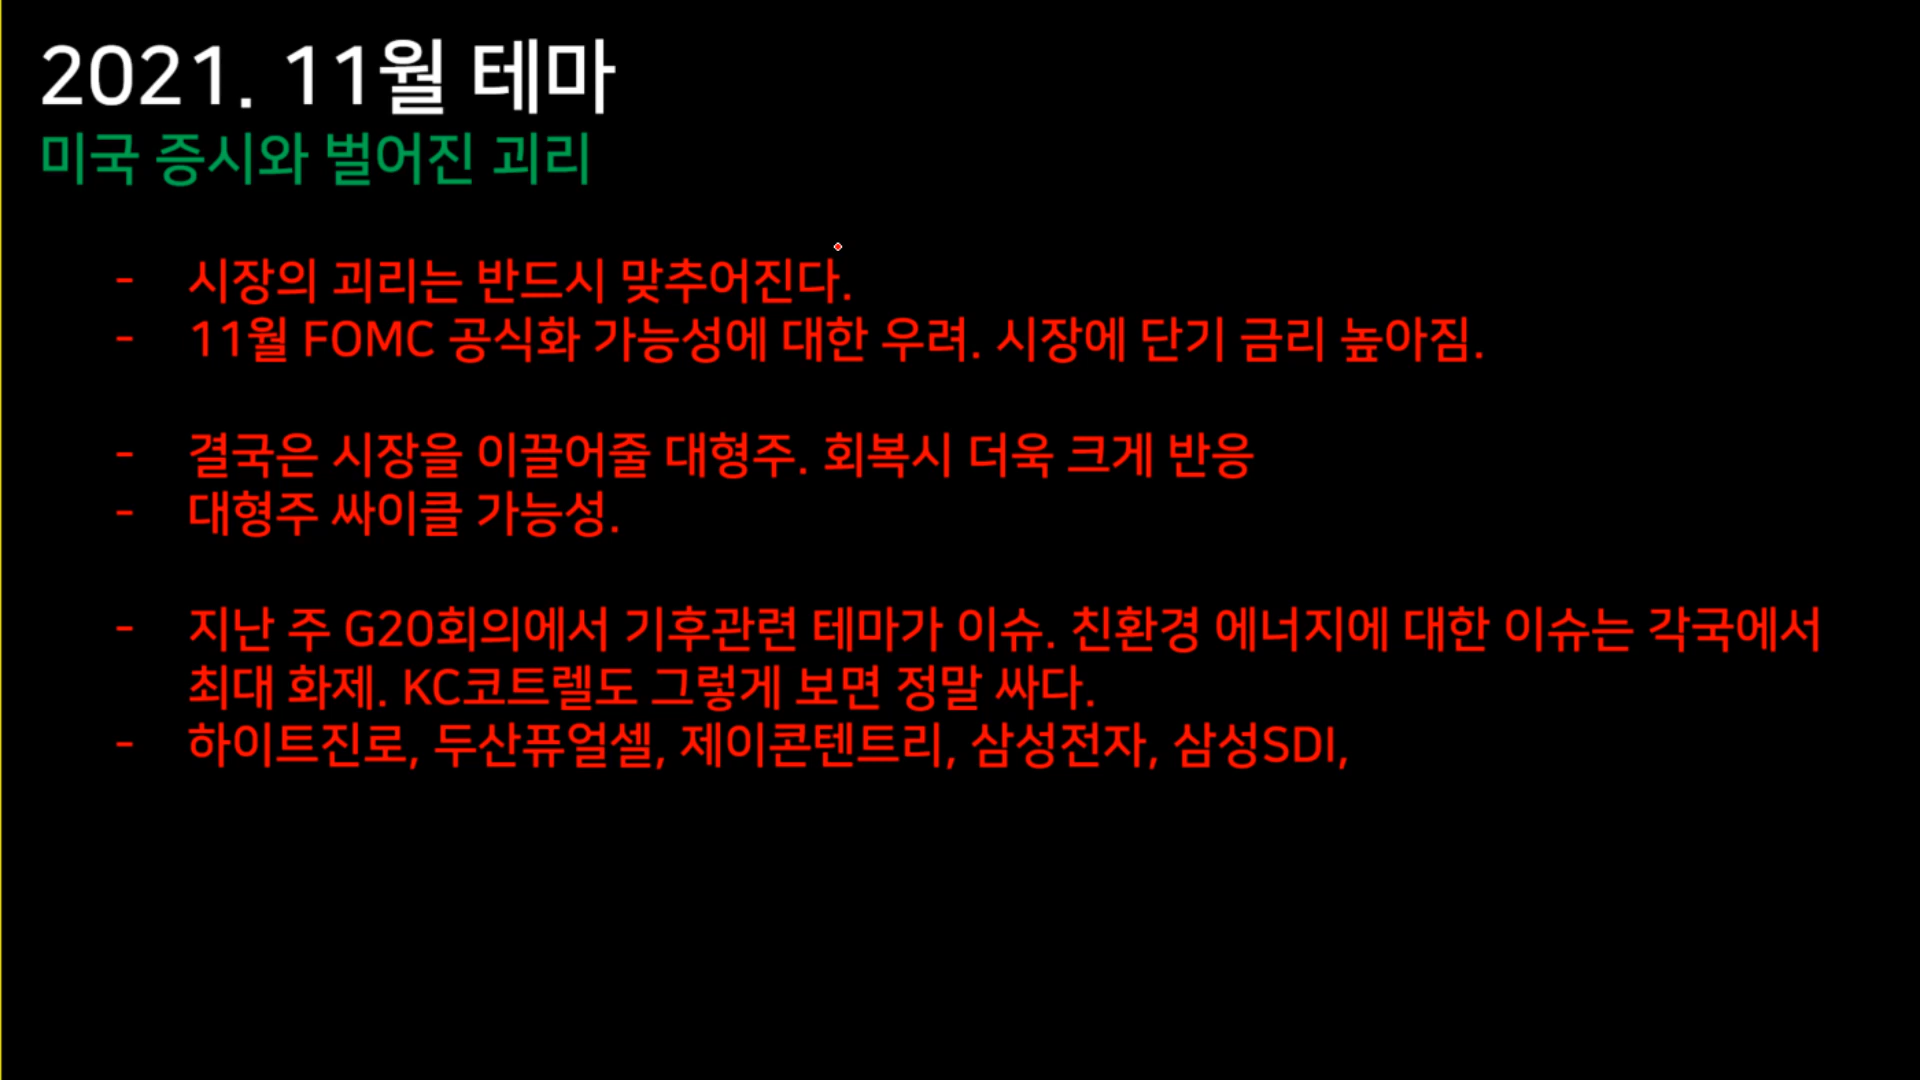 2021. 11월 테마
미국 증시와 벌어진 괴리
- 시장의 괴리는 반드시 맞추어진다.
- 11월 FOMC 공식화 가능성에 대한 우려. 시장에 단기 금리 높아짐.
- 결국은 시장을 이끌어줄 대형주. 회복시 더욱 크게 반응
- 대형주 싸이클 가능성.
- 지난 주 G20회의에서 기후관련 테마가 이슈. 친환경 에너지에 대한 이슈는 각국에서
최대 화제. KC코트렐도 그렇게 보면 정말 싸다.
- 하이트진로, 두산퓨얼셀, 제이콘텐트리, 삼성전자, 삼성SDI,